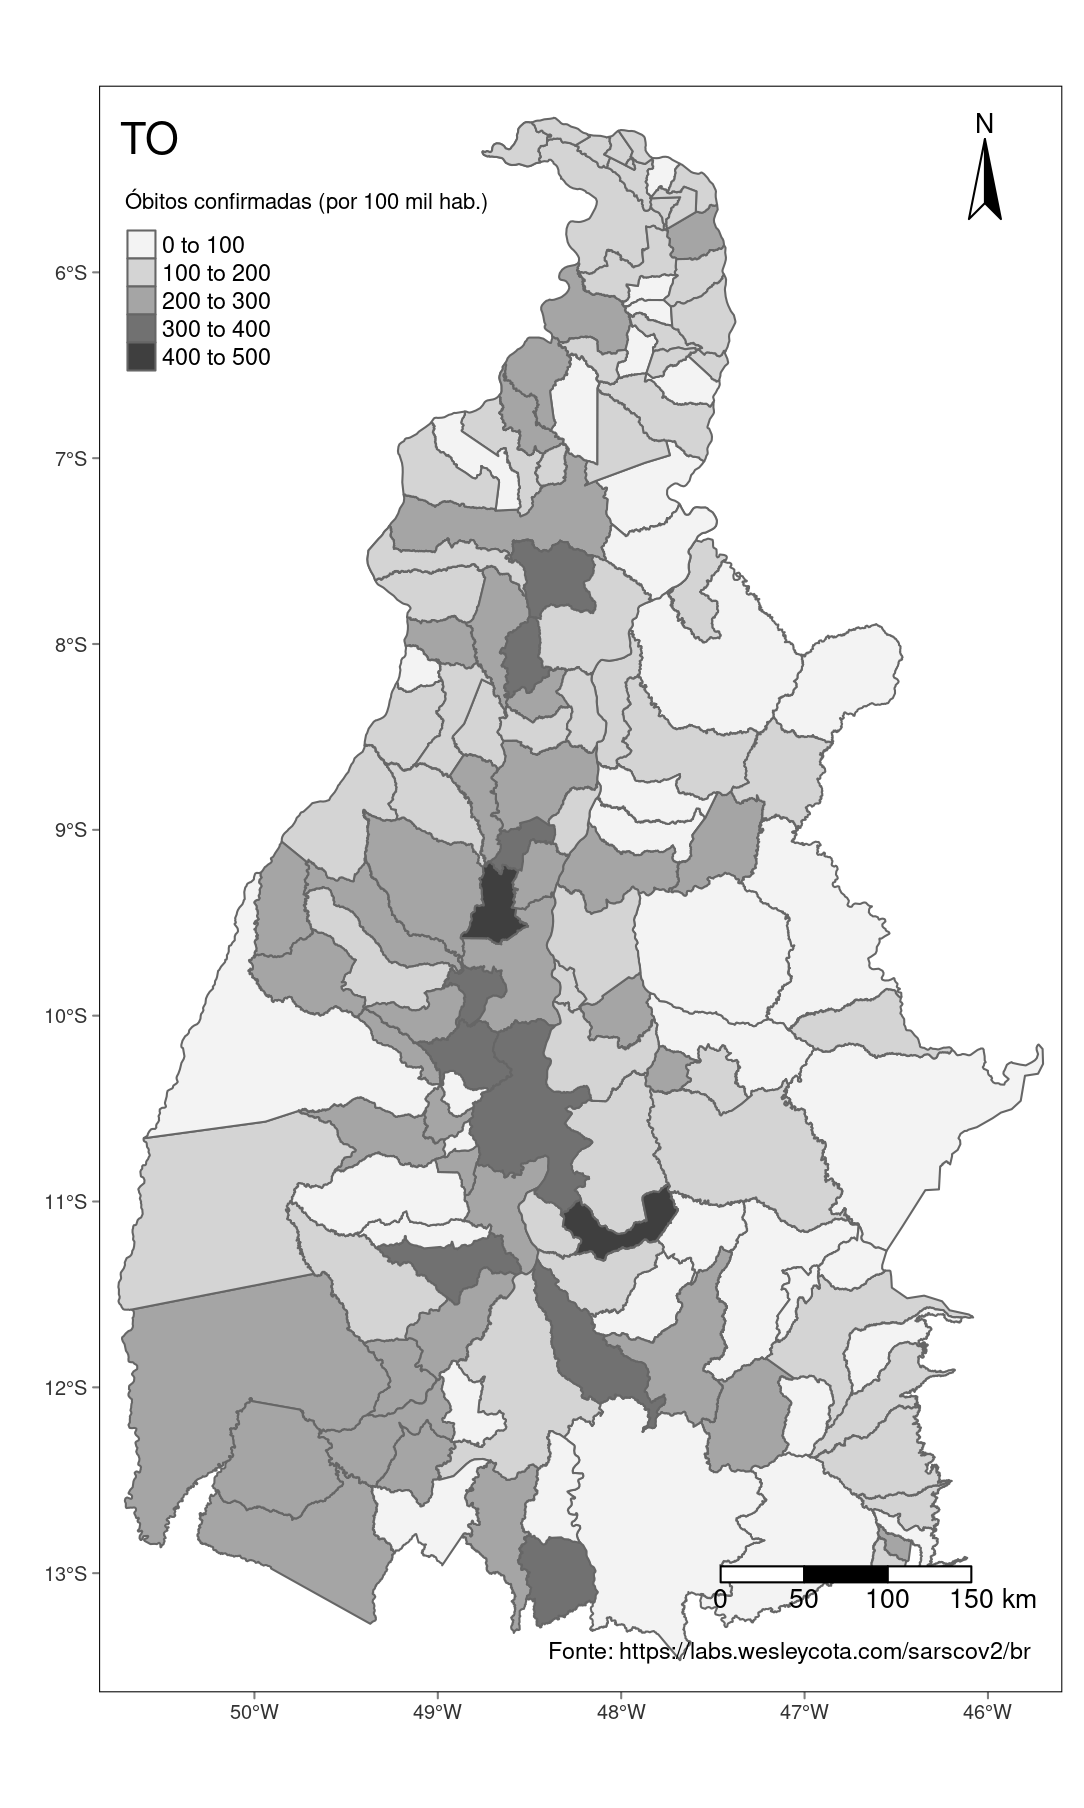 TO
N
Óbitos confirmadas (por 100 mil hab.)
0 to 100
100 to 200
200 to 300
300 to 400
400 to 500
6°S
7°S
8°S
9°S
10°S
11°S
12°S
13°S
0 50 100 150 km
Fonte: https://labs.wesleycota.com/sarscov2/br
50°W 49°W 48°W 47°W 46°W